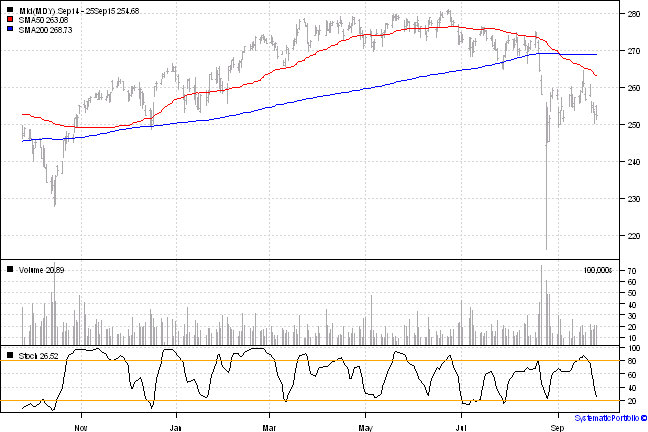 Mid(MDY) Sep14 - 25Sep15 254.68
SMA50 263.08
SMA200 268.73
280
270
260
250
240
230
220
Volume 20.89
100,000s
70
60
50
40
30
20
10
Stoch 26.52
100
80
60
40
20
Nov Jan Mar May Jul Sep
SystematicPortfolio ©